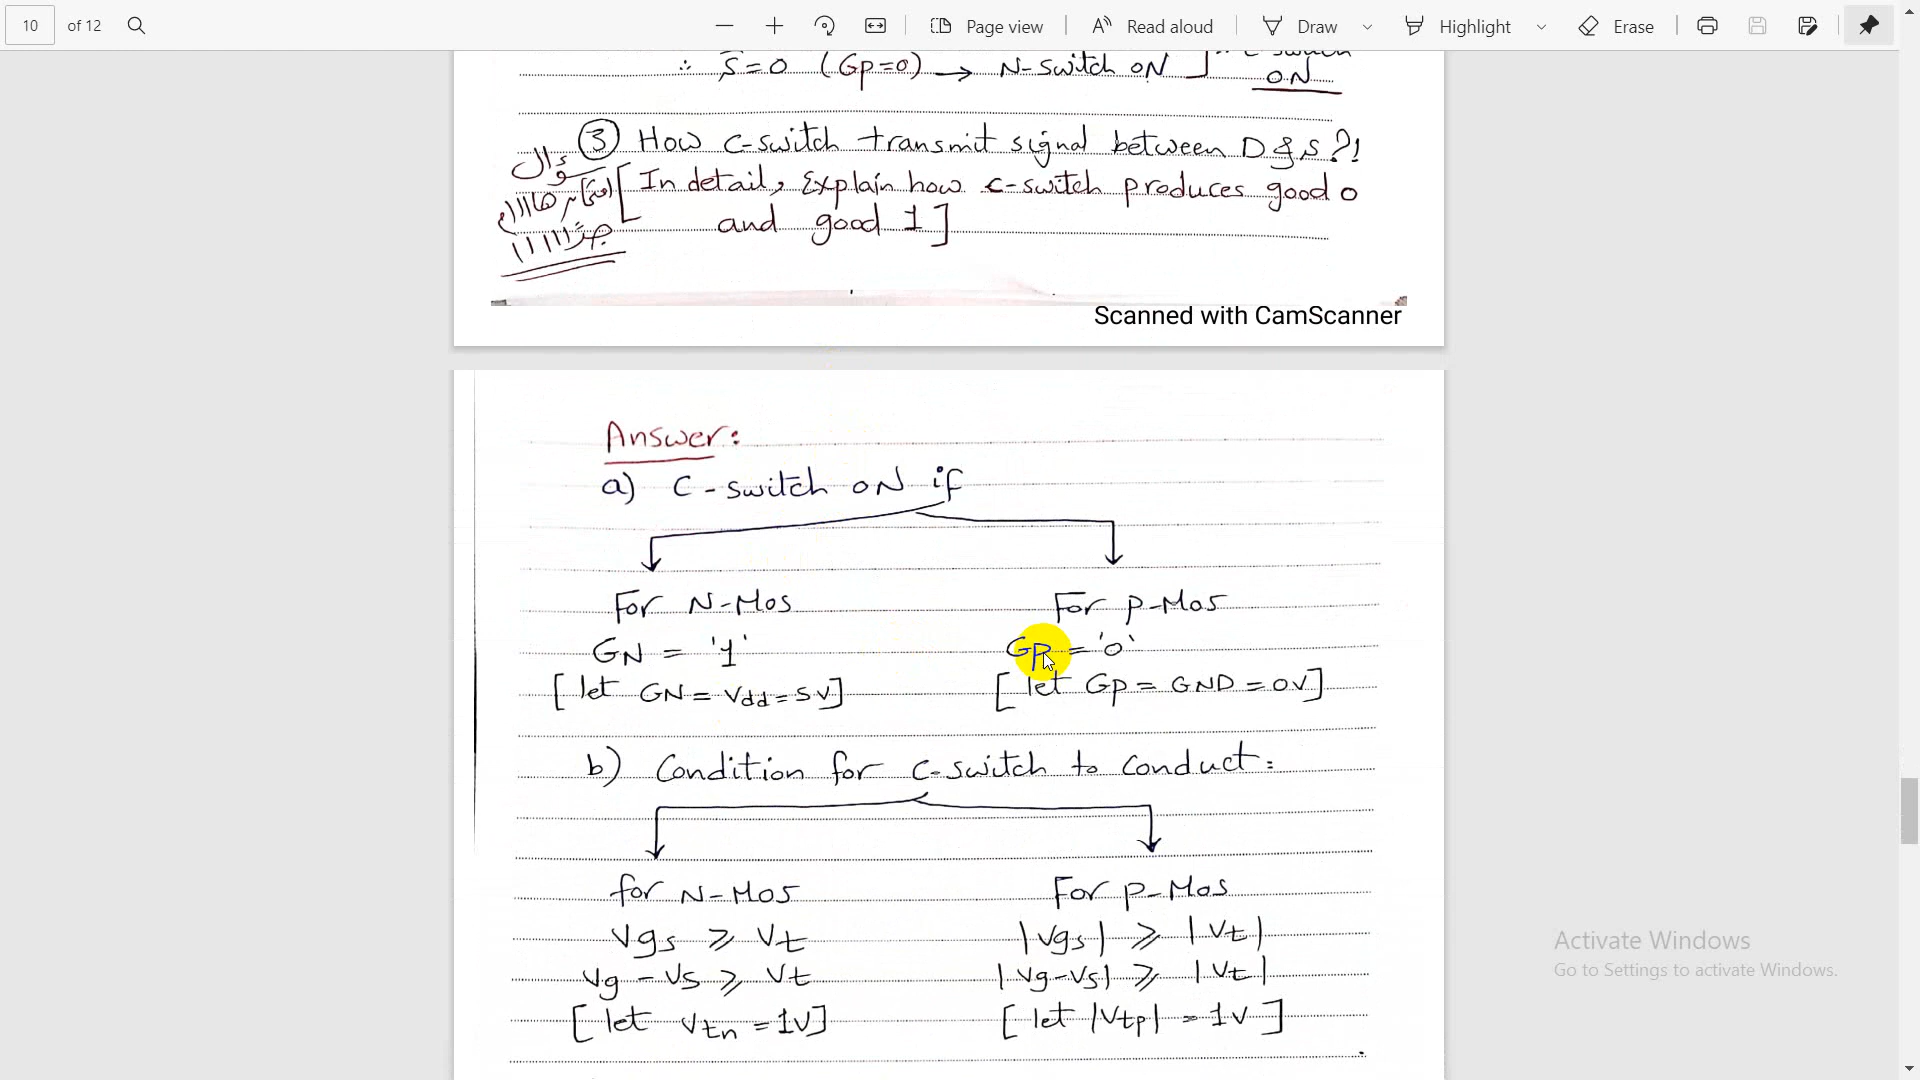 10 of 12 Page view Read aloud Draw Highlight Erase
∴ S̄ = 0 (Gp=0) → N-switch ON ] ∴ C-switch
ON
③ How C-switch transmit signal between D & S ?!
سؤال
[ In detail, Explain how C-switch produces good 0
and good 1 ]
Scanned with CamScanner
Answer:
a) C-switch ON if
For N-Mos For P-Mos
GN = '1' GP = '0'
[ let GN = Vdd = 5V] [ let Gp = GND = 0V]
b) Condition for C-switch to conduct:
for N-Mos For P-Mos
Vgs ⩾ Vt |Vgs| ⩾ |Vt|
Vg - Vs ⩾ Vt |Vg-Vs| ⩾ |Vt|
[ let Vtn = 1V] [ let |Vtp| = 1V ]
Activate Windows
Go to Settings to activate Windows.